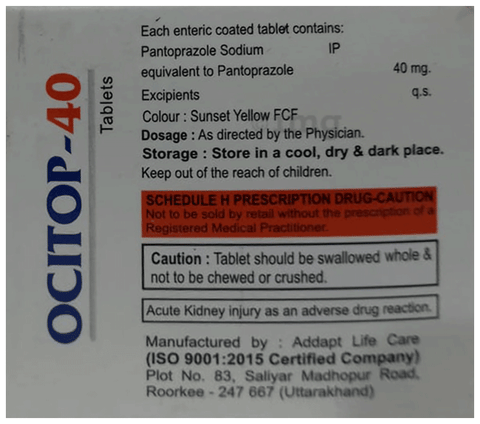 OCITOP-40
Tablets
Each enteric coated tablet contains:
Pantoprazole Sodium IP
equivalent to Pantoprazole 40 mg.
Excipients q.s.
Colour : Sunset Yellow FCF
Dosage : As directed by the Physician.
Storage : Store in a cool, dry & dark place.
Keep out of the reach of children.
SCHEDULE H PRESCRIPTION DRUG-CAUTION
Not to be sold by retail without the prescription of a
Registered Medical Practitioner.
Caution : Tablet should be swallowed whole &
not to be chewed or crushed.
Acute Kidney injury as an adverse drug reaction.
Manufactured by : Addapt Life Care
(ISO 9001:2015 Certified Company)
Plot No. 83, Saliyar Madhopur Road,
Roorkee - 247 667 (Uttarakhand)